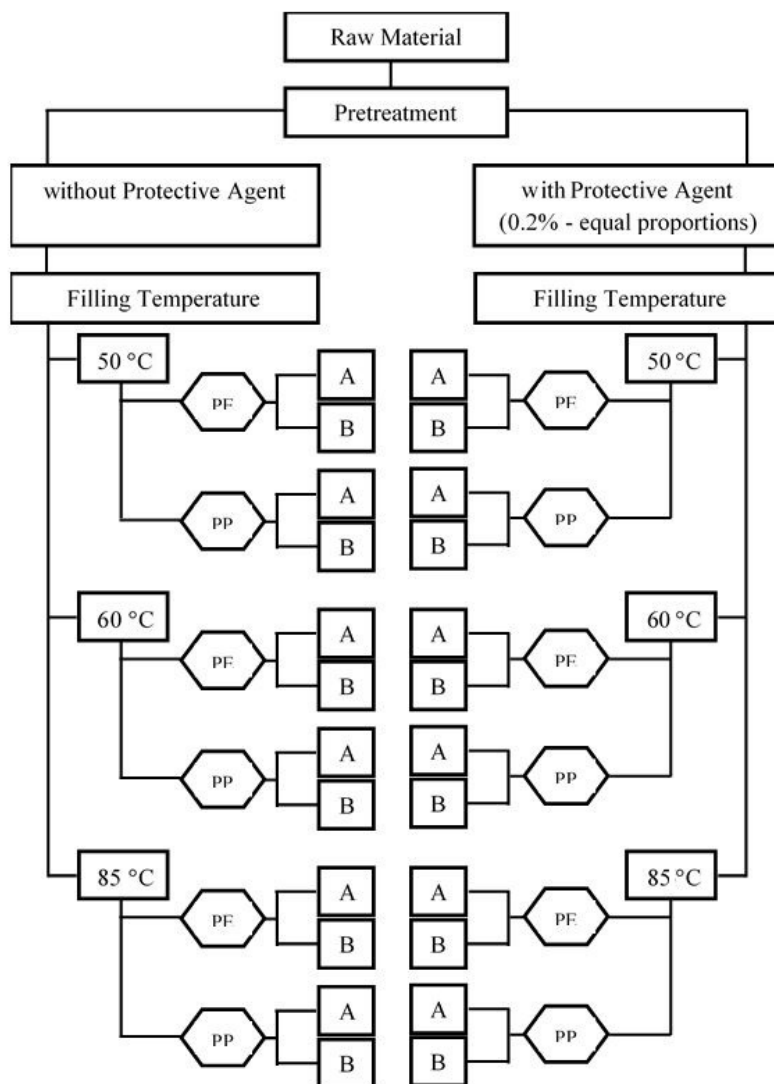 Raw Material
Pretreatment
without Protective Agent
with Protective Agent
(0.2% - equal proportions)
Filling Temperature
Filling Temperature
50 °C
PE
A
B
PP
A
B
60 °C
PE
A
B
PP
A
B
85 °C
PE
A
B
PP
A
B
50 °C
PE
A
B
PP
A
B
60 °C
PE
A
B
PP
A
B
85 °C
PE
A
B
PP
A
B